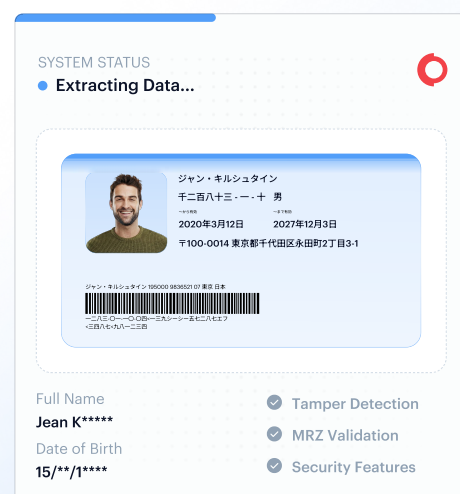 SYSTEM STATUS
Extracting Data...
ジャン・キルシュタイン
千二百八十三 - 一 - 十 男
2020年3月12日 2027年12月3日
〒100-0014 東京都千代田区永田町2丁目3-1
ジャン・キルシュタイン 195000 9836521 07 東京 日本
Full Name
Jean K*****
Date of Birth
15/**/1****
Tamper Detection
MRZ Validation
Security Features